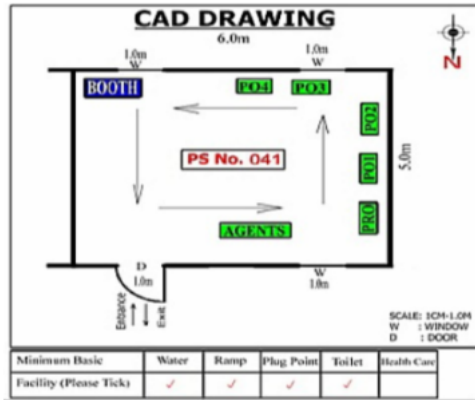 CAD DRAWING
6.0m
1.0m
W
1.0m
W
N
BOOTH
PO4
PO3
PO2
PS No. 041
PO1
5.0m
AGENTS
PRO
D
1.0m
W
1.0m
Entrance
Exit
SCALE: 1CM-1.0M
W : WINDOW
D : DOOR
Minimum Basic Water Ramp Plug Point Toilet Health Care
Facility (Please Tick) ✓ ✓ ✓ ✓